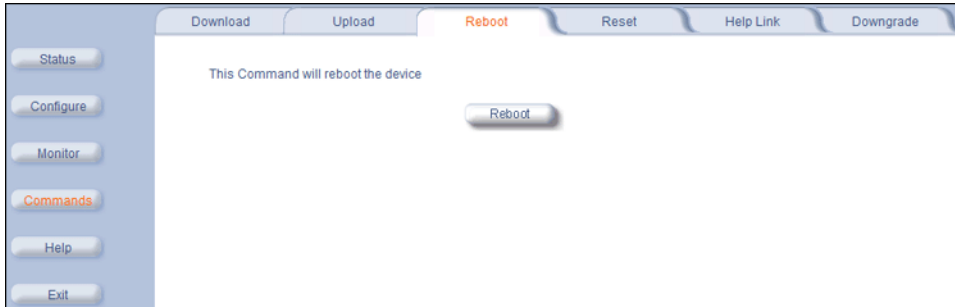 Download Upload Reboot Reset Help Link Downgrade
Status
This Command will reboot the device
Configure
Reboot
Monitor
Commands
Help
Exit